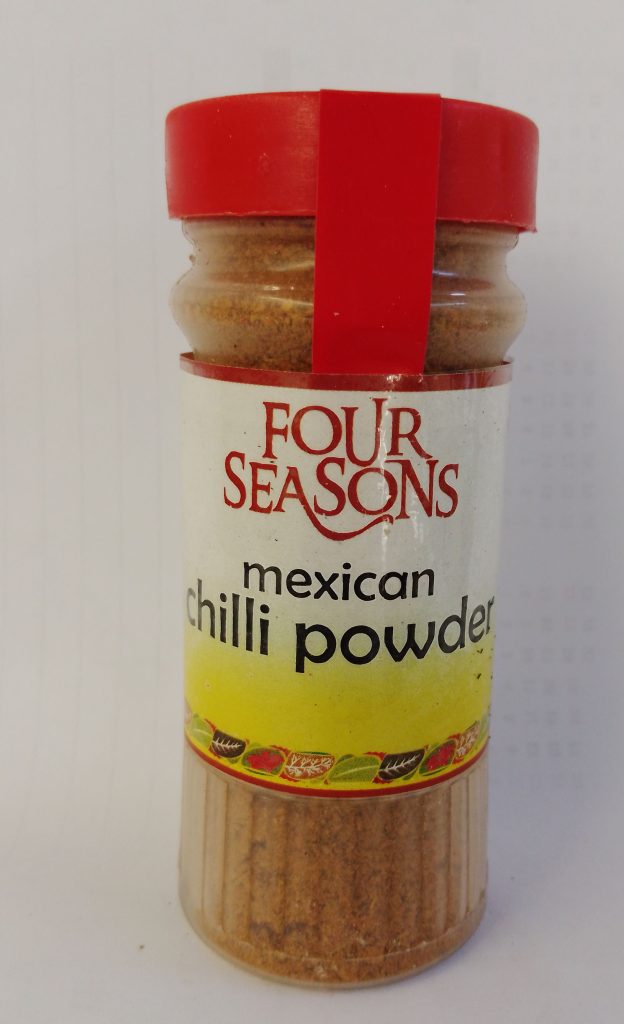 FOUR
SEASONS
mexican
chilli powder